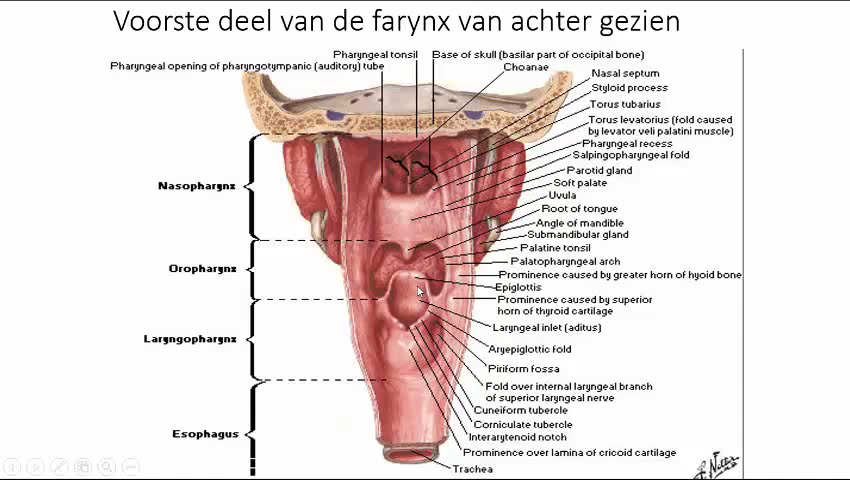 Voorste deel van de farynx van achter gezien
Pharyngeal tonsil
Base of skull (basilar part of occipital bone)
Pharyngeal opening of pharyngotympanic (auditory) tube
Choanae
Nasal septum
Styloid process
Torus tubarius
Torus levatorius (fold caused
by levator veli palatini muscle)
Pharyngeal recess
Salpingopharyngeal fold
Parotid gland
Soft palate
Uvula
Root of tongue
Angle of mandible
Submandibular gland
Palatine tonsil
Palatopharyngeal arch
Prominence caused by greater horn of hyoid bone
Epiglottis
Prominence caused by superior
horn of thyroid cartilage
Laryngeal inlet (aditus)
Aryepiglottic fold
Piriform fossa
Fold over internal laryngeal branch
of superior laryngeal nerve
Cuneiform tubercle
Corniculate tubercle
Interarytenoid notch
Prominence over lamina of cricoid cartilage
Trachea
Nasopharynx
Oropharynx
Laryngopharynx
Esophagus